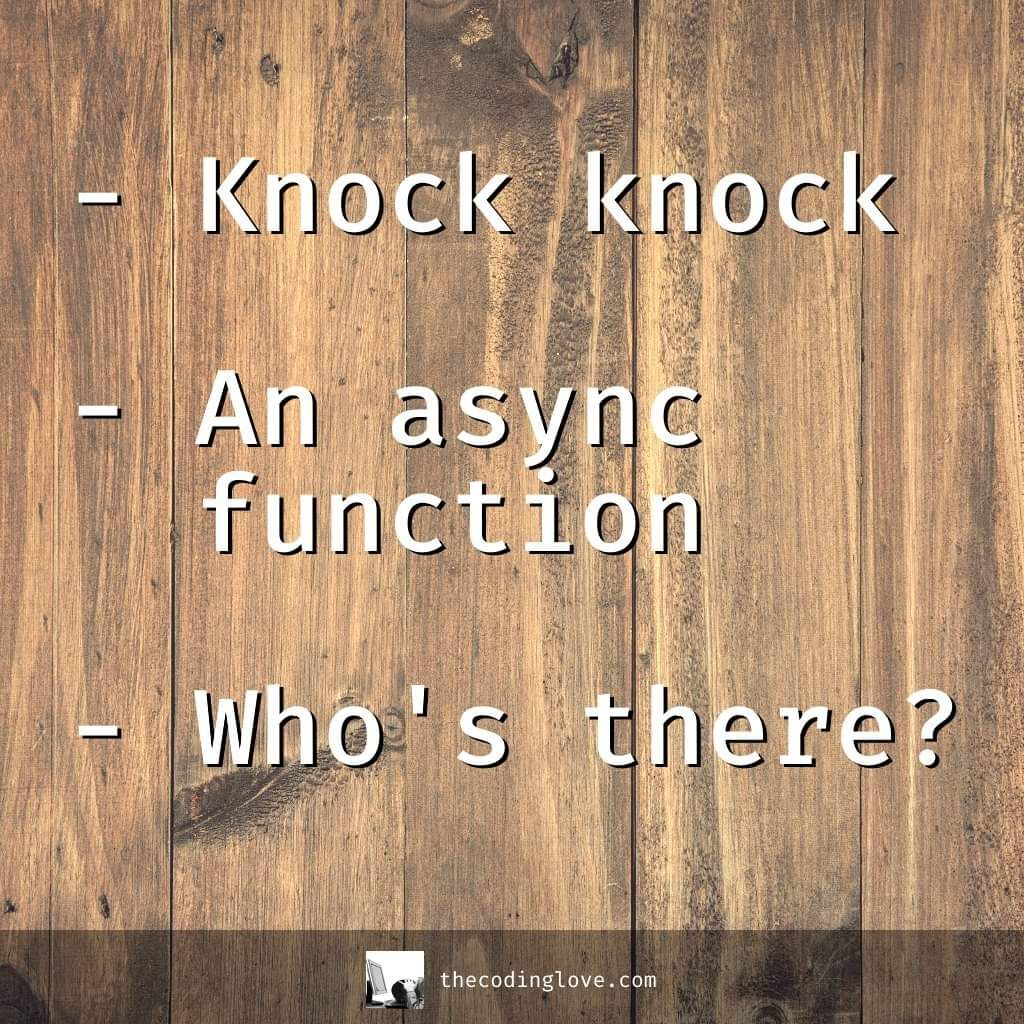 - Knock knock
- An async
function
- Who's there?
thecodinglove.com